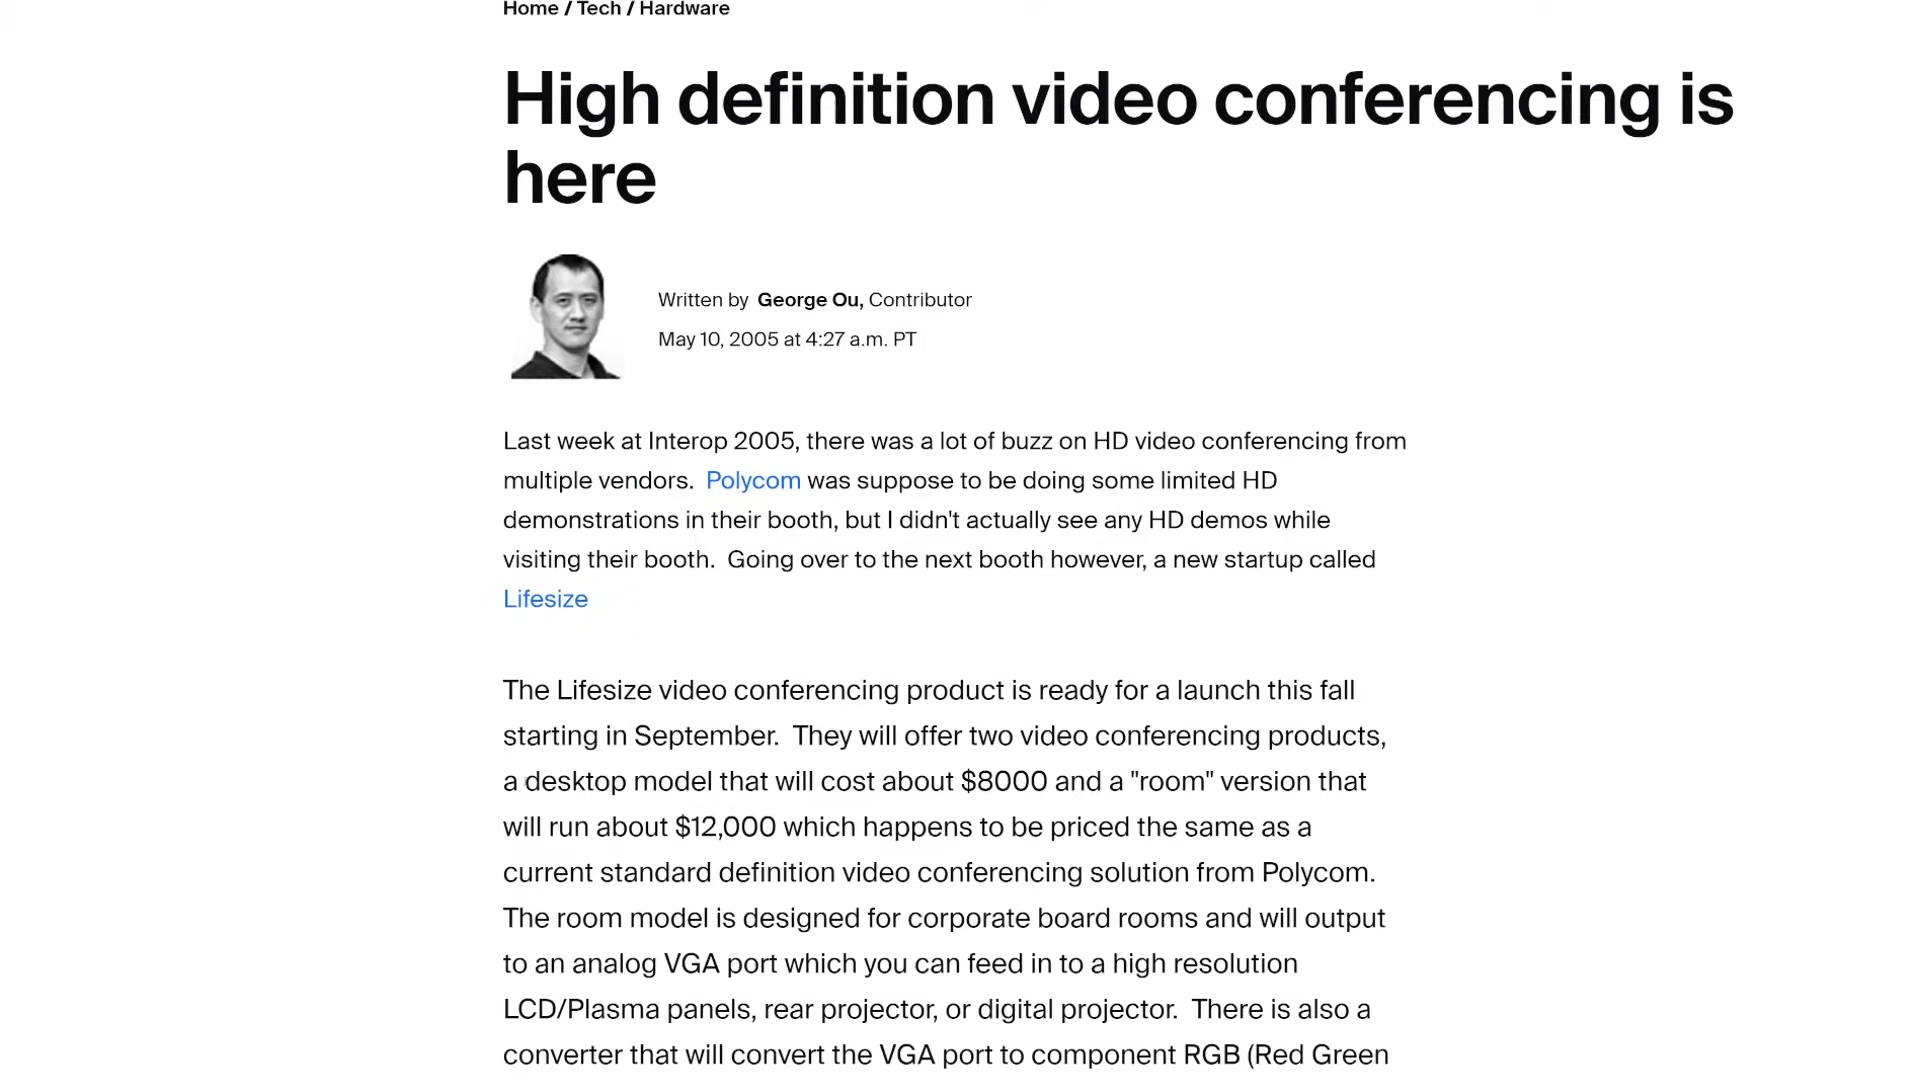 Home / Tech / Hardware
High definition video conferencing is
here
Written by George Ou, Contributor
May 10, 2005 at 4:27 a.m. PT
Last week at Interop 2005, there was a lot of buzz on HD video conferencing from
multiple vendors. Polycom was suppose to be doing some limited HD
demonstrations in their booth, but I didn't actually see any HD demos while
visiting their booth. Going over to the next booth however, a new startup called
Lifesize
The Lifesize video conferencing product is ready for a launch this fall
starting in September. They will offer two video conferencing products,
a desktop model that will cost about $8000 and a "room" version that
will run about $12,000 which happens to be priced the same as a
current standard definition video conferencing solution from Polycom.
The room model is designed for corporate board rooms and will output
to an analog VGA port which you can feed in to a high resolution
LCD/Plasma panels, rear projector, or digital projector. There is also a
converter that will convert the VGA port to component RGB (Red Green